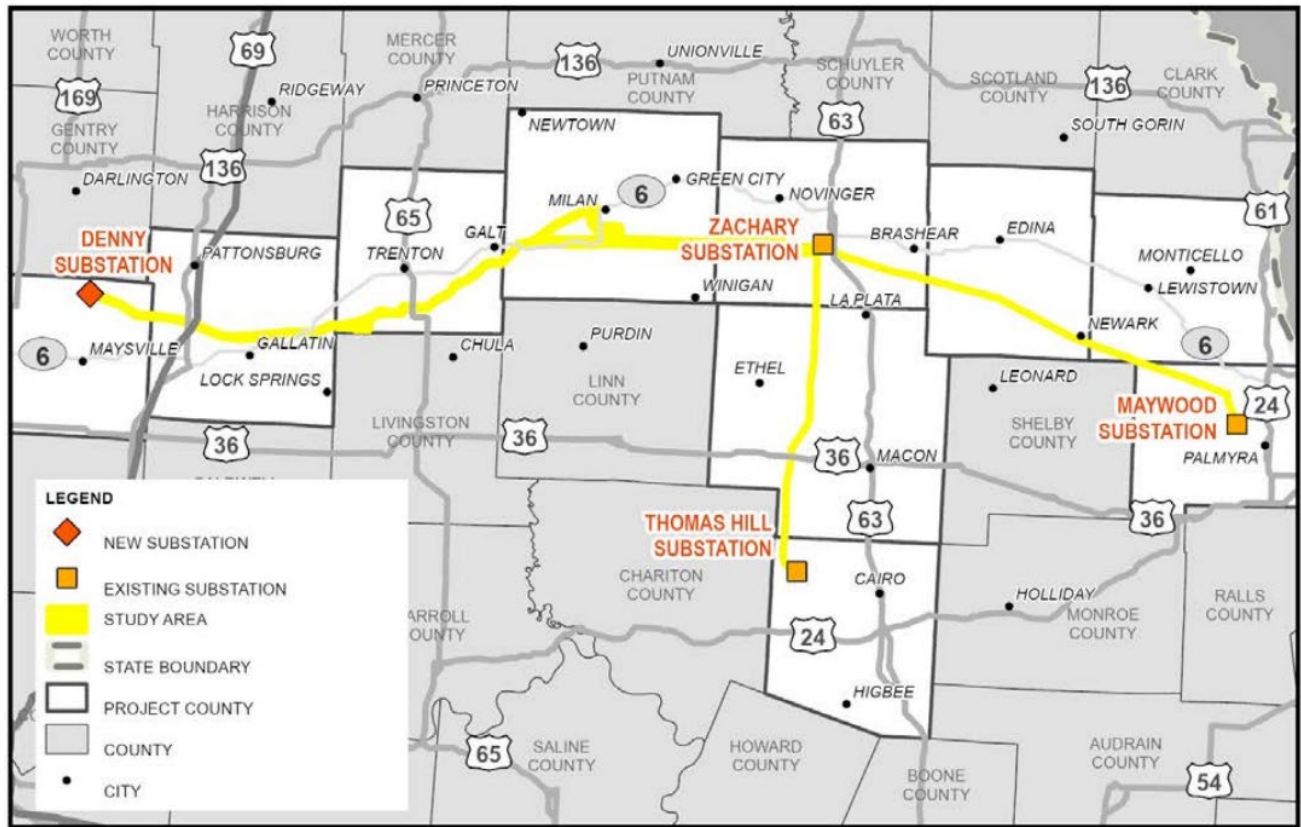 WORTH
COUNTY
69
MERCER
COUNTY
136
UNIONVILLE
PUTNAM
COUNTY
SCHUYLER
COUNTY
SCOTLAND
COUNTY
136
CLARK
COUNTY
169
GENTRY
COUNTY
RIDGEWAY
HARRISON
COUNTY
PRINCETON
NEWTOWN
63
SOUTH GORIN
136
DARLINGTON
65
MILAN
6
GREEN CITY
NOVINGER
61
DENNY
SUBSTATION
PATTONSBURG
TRENTON
GALT
ZACHARY
SUBSTATION
BRASHEAR
EDINA
MONTICELLO
LEWISTOWN
WINIGAN
LA PLATA
NEWARK
6
6
MAYSVILLE
GALLATIN
LOCK SPRINGS
CHULA
PURDIN
LINN
COUNTY
ETHEL
LEONARD
SHELBY
COUNTY
MAYWOOD
SUBSTATION
24
PALMYRA
36
LIVINGSTON
COUNTY
36
36
MACON
63
36
THOMAS HILL
SUBSTATION
CHARITON
COUNTY
CAIRO
HOLLIDAY
MONROE
COUNTY
RALLS
COUNTY
24
HIGBEE
65
SALINE
COUNTY
HOWARD
COUNTY
BOONE
COUNTY
AUDRAIN
COUNTY
54
LEGEND
NEW SUBSTATION
EXISTING SUBSTATION
STUDY AREA
STATE BOUNDARY
PROJECT COUNTY
COUNTY
CITY